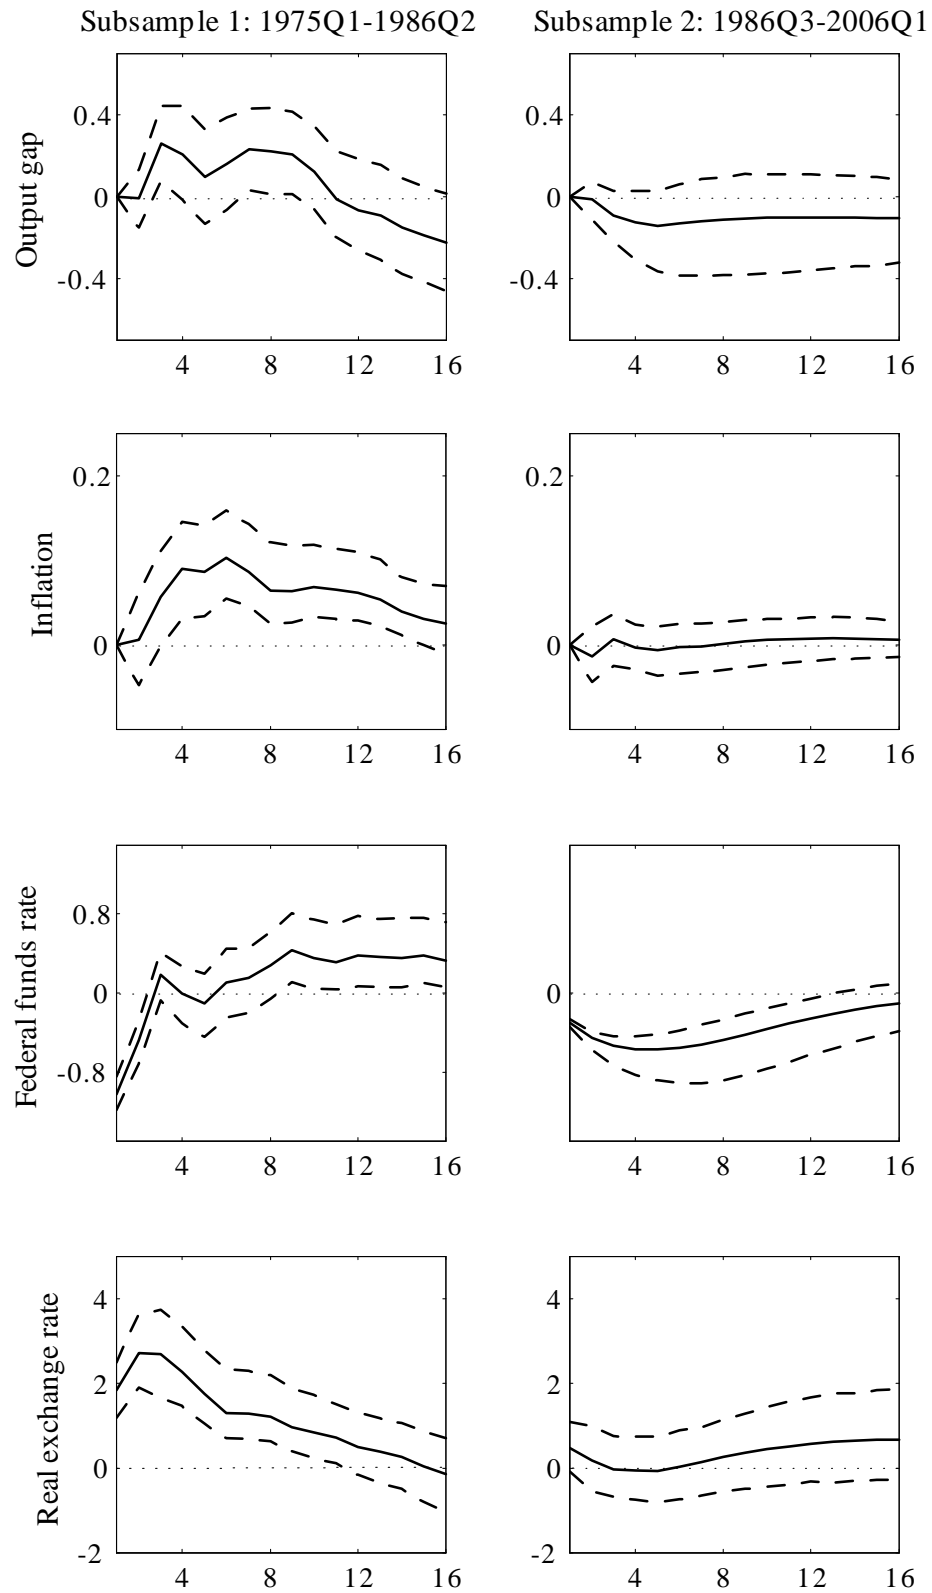 Subsample 1: 1975Q1-1986Q2 Subsample 2: 1986Q3-2006Q1
Output gap
0.4
0
-0.4
4 8 12 16
0.4
0
-0.4
4 8 12 16
Inflation
0.2
0
4 8 12 16
0.2
0
4 8 12 16
Federal funds rate
0.8
0
-0.8
4 8 12 16
0
4 8 12 16
Real exchange rate
4
2
0
-2
4 8 12 16
4
2
0
-2
4 8 12 16